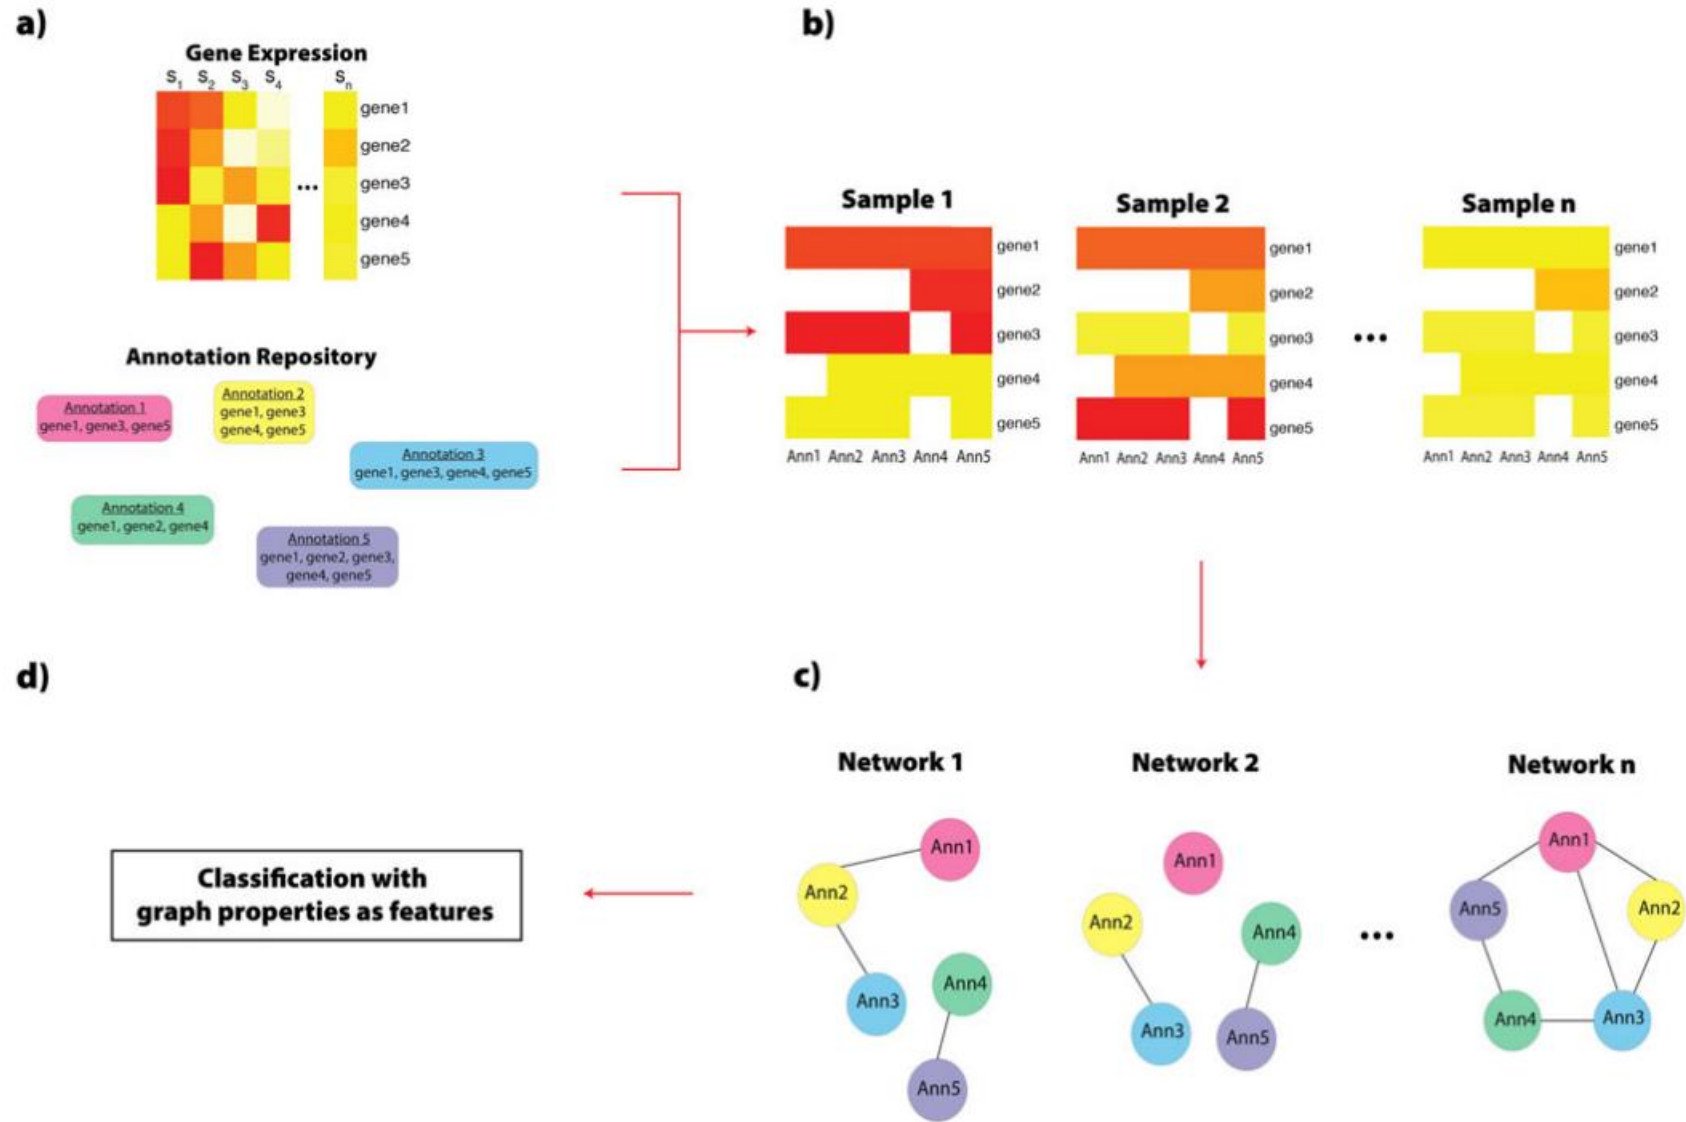 a)
Gene Expression
S1 S2 S3 S4 Sn
gene1
gene2
...
gene3
gene4
gene5
Annotation Repository
Annotation 1
gene1, gene3, gene5
Annotation 2
gene1, gene3
gene4, gene5
Annotation 3
gene1, gene3, gene4, gene5
Annotation 4
gene1, gene2, gene4
Annotation 5
gene1, gene2, gene3,
gene4, gene5
b)
Sample 1
gene1
gene2
gene3
gene4
gene5
Ann1 Ann2 Ann3 Ann4 Ann5
Sample 2
gene1
gene2
gene3
gene4
gene5
Ann1 Ann2 Ann3 Ann4 Ann5
...
Sample n
gene1
gene2
gene3
gene4
gene5
Ann1 Ann2 Ann3 Ann4 Ann5
c)
Network 1
Ann1
Ann2
Ann3
Ann4
Ann5
Network 2
Ann1
Ann2
Ann4
Ann3
Ann5
...
Network n
Ann1
Ann5
Ann2
Ann4
Ann3
d)
Classification with
graph properties as features